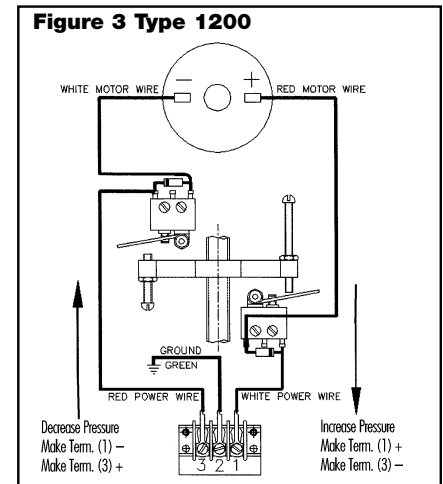 Figure 3 Type 1200
− +
WHITE MOTOR WIRE RED MOTOR WIRE
GROUND
GREEN
RED POWER WIRE WHITE POWER WIRE
Decrease Pressure
Make Term. (1) −
Make Term. (3) +
3 2 1
Increase Pressure
Make Term. (1) +
Make Term. (3) −